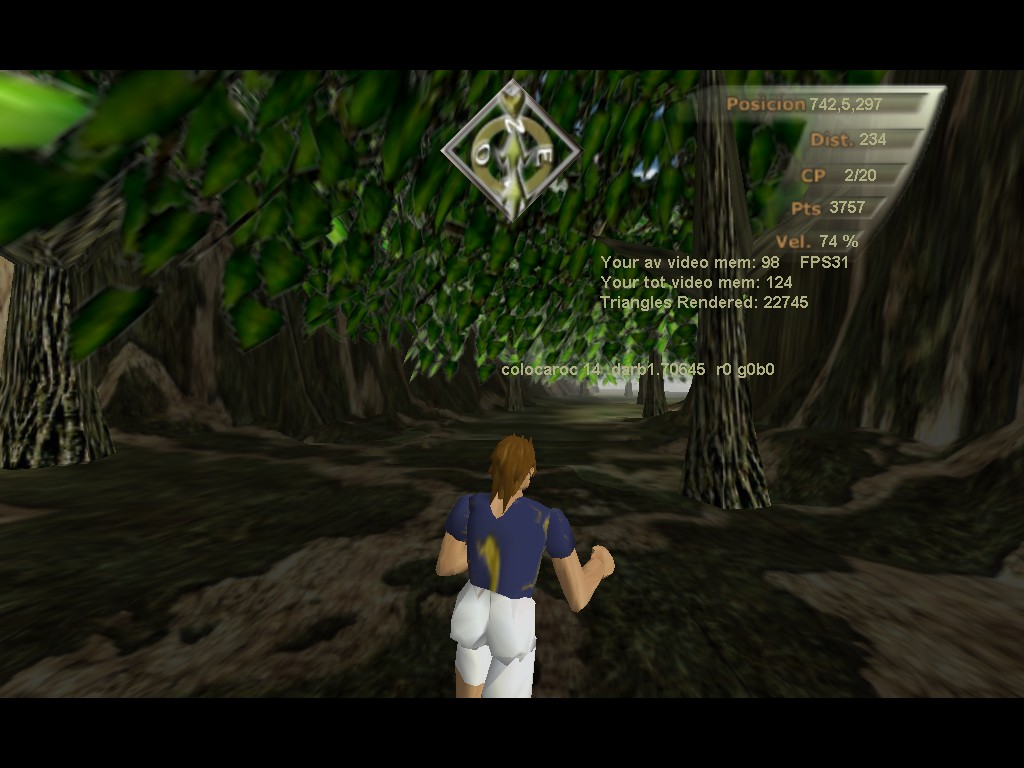 N
O E
Posicion 742,5,297
Dist. 234
CP 2/20
Pts 3757
Vel. 74 %
Your av video mem: 98 FPS31
Your tot video mem: 124
Triangles Rendered: 22745
colocaroc 14, darb1.70645 r0 g0b0